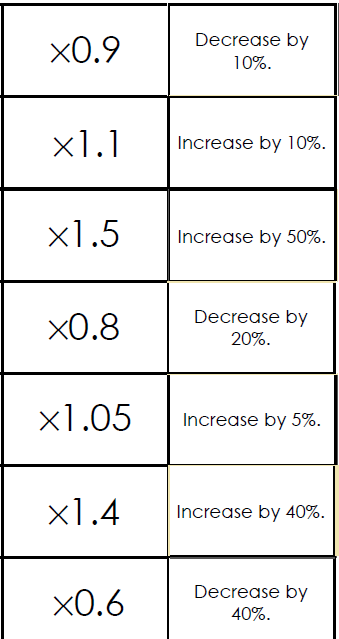 ×0.9
Decrease by
10%.
×1.1
Increase by 10%.
×1.5
Increase by 50%.
×0.8
Decrease by
20%.
×1.05
Increase by 5%.
×1.4
Increase by 40%.
×0.6
Decrease by
40%.